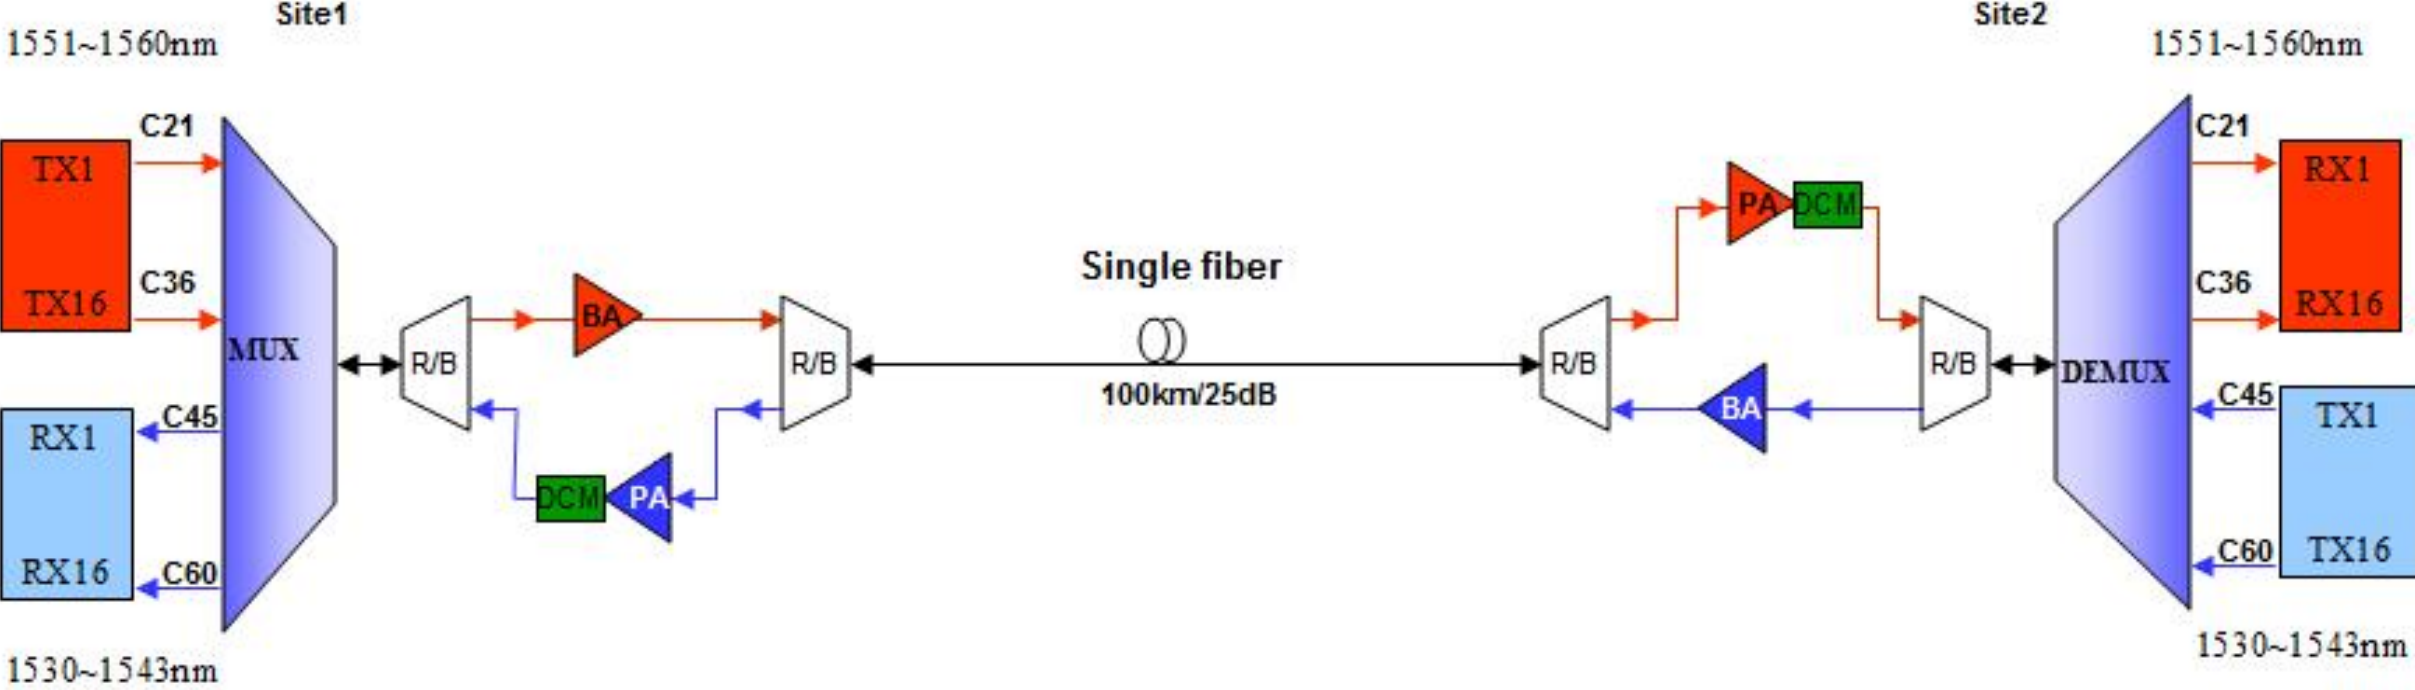 Site1
Site2
1551~1560nm
1551~1560nm
C21
C21
TX1
RX1
C36
C36
TX16
RX16
PA
DCM
BA
Single fiber
MUX
R/B
R/B
R/B
R/B
DEMUX
100km/25dB
C45
BA
C45
RX1
TX1
DCM
PA
C60
C60
RX16
TX16
1530~1543nm
1530~1543nm